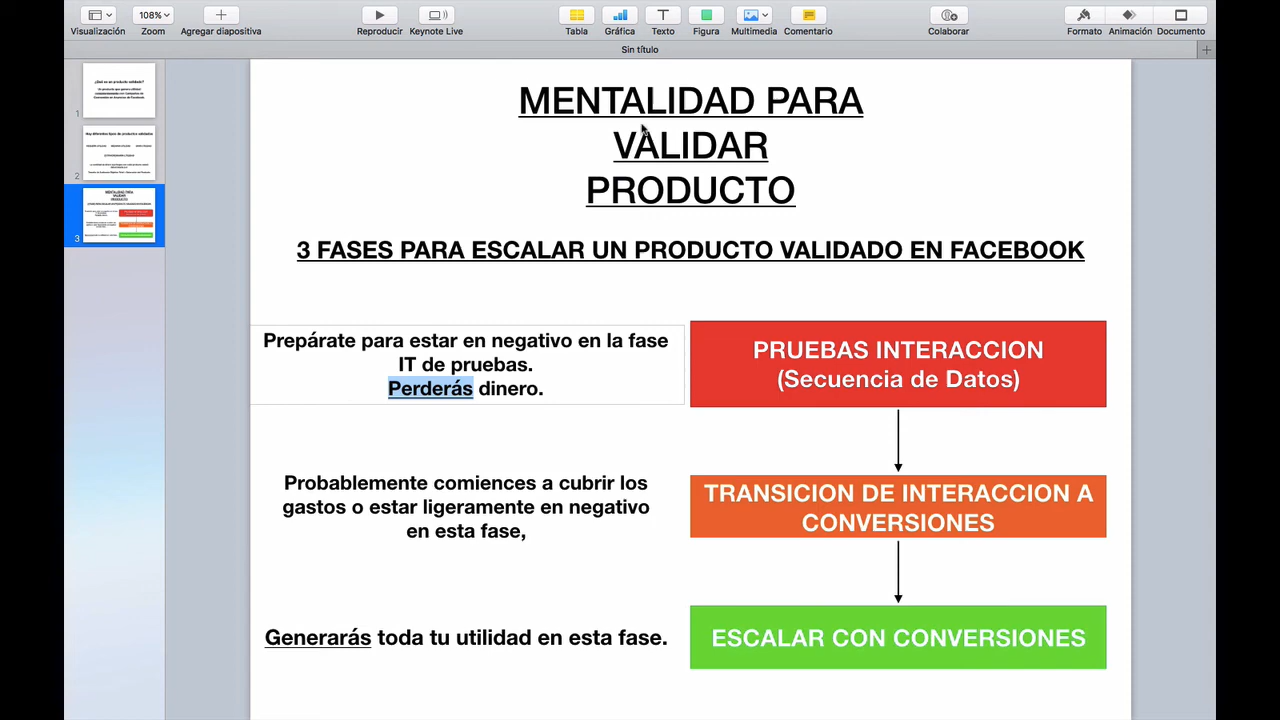 Visualización
108%
Zoom
Agregar diapositiva
Reproducir
Keynote Live
Tabla
Gráfica
Texto
Figura
Multimedia
Comentario
Colaborar
Formato
Animación
Documento
Sin título
1
2
3
MENTALIDAD PARA
VALIDAR
PRODUCTO
3 FASES PARA ESCALAR UN PRODUCTO VALIDADO EN FACEBOOK
Prepárate para estar en negativo en la fase
IT de pruebas.
Perderás dinero.
PRUEBAS INTERACCION
(Secuencia de Datos)
Probablemente comiences a cubrir los
gastos o estar ligeramente en negativo
en esta fase,
TRANSICION DE INTERACCION A
CONVERSIONES
Generarás toda tu utilidad en esta fase.
ESCALAR CON CONVERSIONES